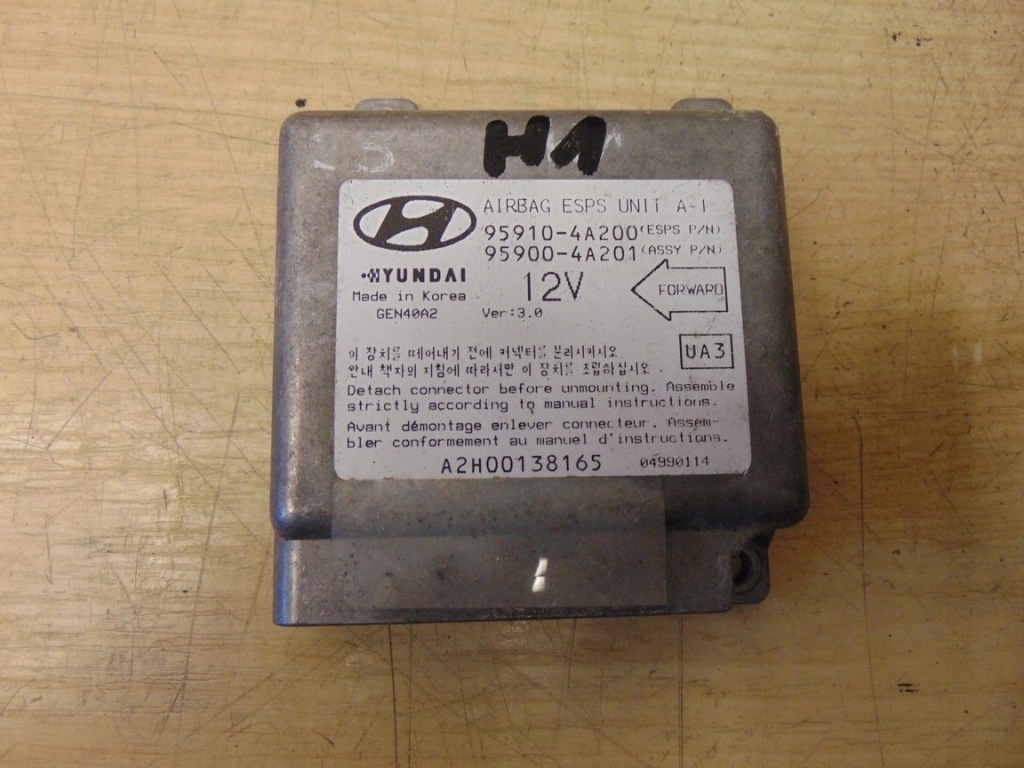 H1
AIRBAG ESPS UNIT A-1
95910-4A200 (ESPS P/N)
95900-4A201 (ASSY P/N)
HYUNDAI
12V
FORWARD
Made in Korea
GEN40A2
Ver:3.0
UA3
이 장치를 떼어내기 전에 커넥터를 분리시키시오
안내 책자의 지침에 따라서만 이 장치를 조립하십시오.
Detach connector before unmounting. Assemble
strictly according to manual instructions.
Avant démontage enlever connecteur. Assem-
bler conformement au manuel d'instructions.
A2H00138165
04990114